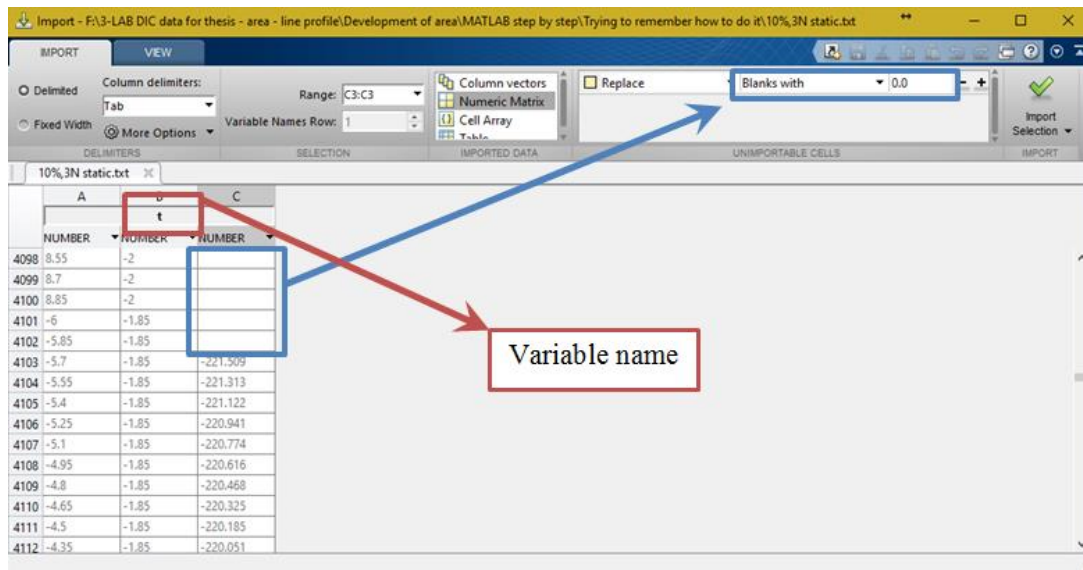 Import - F:\3-LAB DIC data for thesis - area - line profile\Development of area\MATLAB step by step\Trying to remember how to do it\10%,3N static.txt
IMPORT VIEW
Delimited Column delimiters: Range: C3:C3 Column vectors Replace Blanks with 0.0 - +
Tab Numeric Matrix
Fixed Width More Options Variable Names Row: 1 Cell Array Import Selection
Table
DELIMITERS SELECTION IMPORTED DATA UNIMPORTABLE CELLS IMPORT
10%,3N static.txt
A C
t
NUMBER NUMBER NUMBER
4098 8.55 -2
4099 8.7 -2
4100 8.85 -2
4101 -6 -1.85
4102 -5.85 -1.85
4103 -5.7 -1.85 -221.509
4104 -5.55 -1.85 -221.313
4105 -5.4 -1.85 -221.122
4106 -5.25 -1.85 -220.941
4107 -5.1 -1.85 -220.774
4108 -4.95 -1.85 -220.616
4109 -4.8 -1.85 -220.468
4110 -4.65 -1.85 -220.325
4111 -4.5 -1.85 -220.185
4112 -4.35 -1.85 -220.051
Variable name